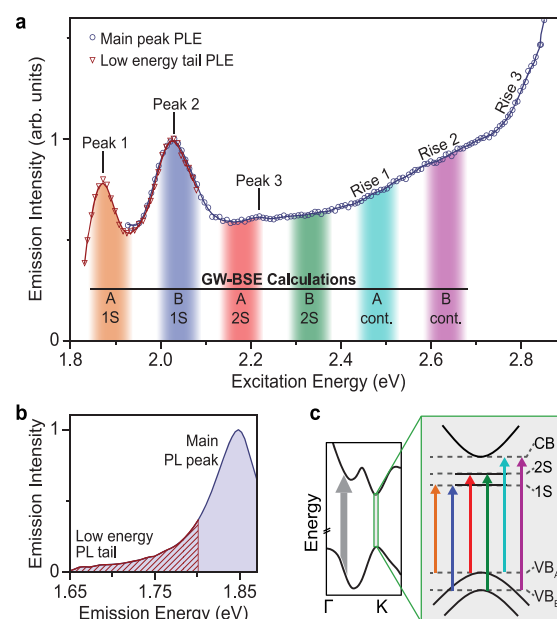 a
Main peak PLE
Low energy tail PLE
Peak 1
Peak 2
Peak 3
Rise 1
Rise 2
Rise 3
Emission Intensity (arb. units)
1
0
GW-BSE Calculations
A
1S
B
1S
A
2S
B
2S
A
cont.
B
cont.
1.8
2.0
2.2
2.4
2.6
2.8
Excitation Energy (eV)
b
Emission Intensity
1
0
Main
PL peak
Low energy
PL tail
1.65
1.75
1.85
Emission Energy (eV)
c
Energy
Γ
K
CB
2S
1S
VBA
VB